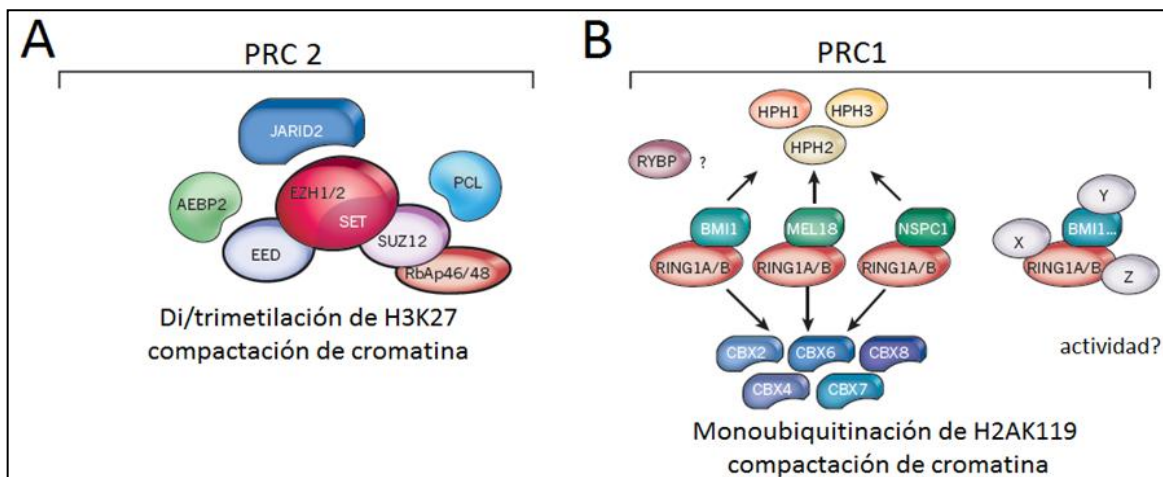 A
PRC 2
JARID2
EZH1/2
SET
AEBP2
PCL
EED
SUZ12
RbAp46/48
Di/trimetilación de H3K27
compactación de cromatina
B
PRC1
HPH1
HPH3
HPH2
RYBP ?
BMI1 MEL18 NSPC1
RING1A/B RING1A/B RING1A/B
CBX2 CBX6 CBX8
CBX4 CBX7
Monoubiquitinación de H2AK119
compactación de cromatina
Y
BMI1...
X
RING1A/B
Z
actividad?